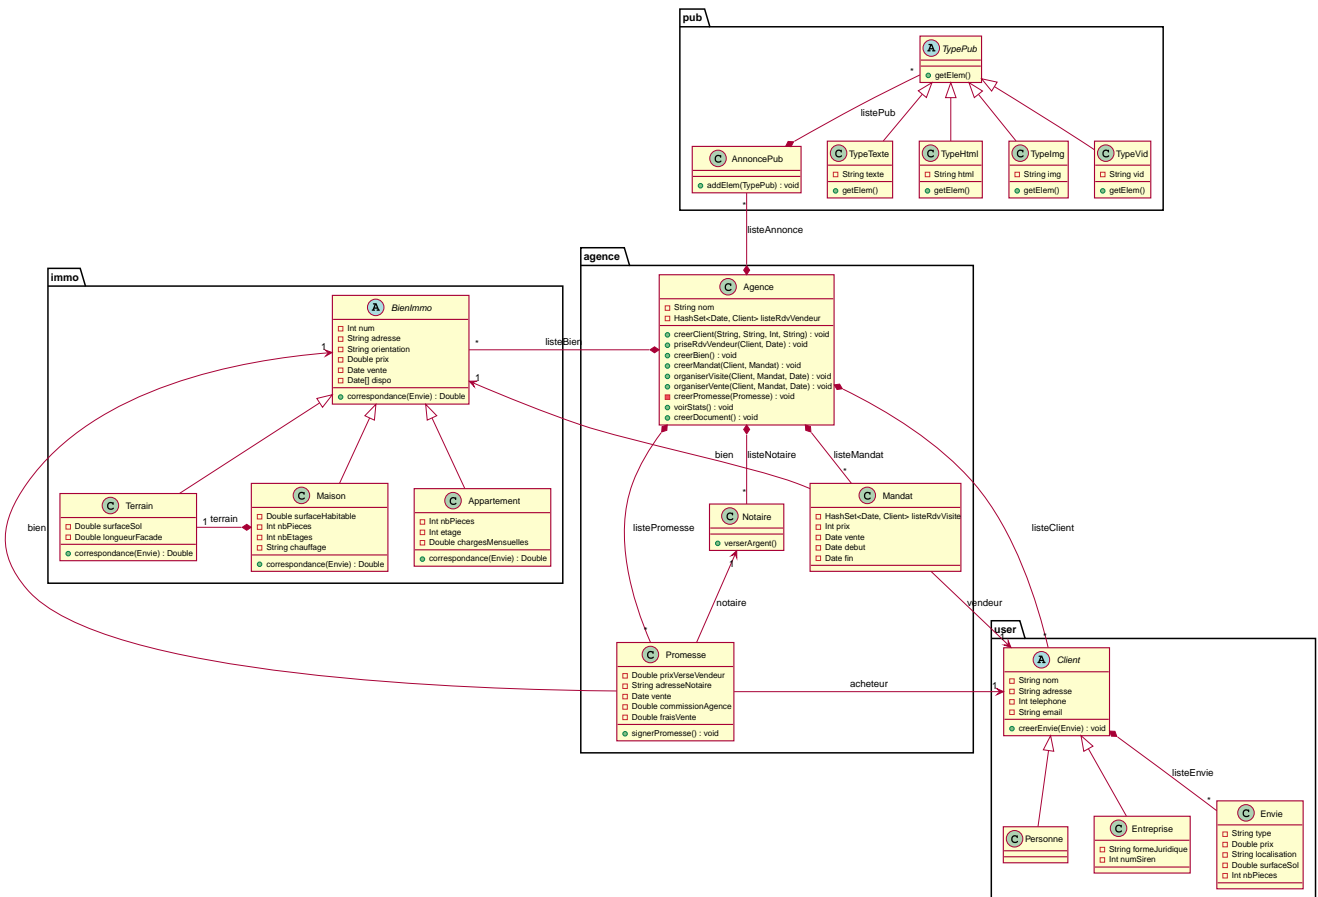 pub
A TypePub
getElem()
*
listePub
C AnnoncePub
addElem(TypePub) : void
C TypeTexte
String texte
getElem()
C TypeHtml
String html
getElem()
C TypeImg
String img
getElem()
C TypeVid
String vid
getElem()
*
listeAnnonce
agence
C Agence
String nom
HashSet<Date, Client> listeRdvVendeur
creerClient(String, String, Int, String) : void
priseRdvVendeur(Client, Date) : void
creerBien() : void
creerMandat(Client, Mandat) : void
organiserVisite(Client, Mandat, Date) : void
organiserVente(Client, Mandat, Date) : void
creerPromesse(Promesse) : void
voirStats() : void
creerDocument() : void
immo
A BienImmo
Int num
String adresse
String orientation
Double prix
Date vente
Date[] dispo
correspondance(Envie) : Double
1
*
listeBien
1
C Terrain
Double surfaceSol
Double longueurFacade
correspondance(Envie) : Double
1
terrain
C Maison
Double surfaceHabitable
Int nbPieces
Int nbEtages
String chauffage
correspondance(Envie) : Double
C Appartement
Int nbPieces
Int etage
Double chargesMensuelles
correspondance(Envie) : Double
bien
bien
listeNotaire
*
listeMandat
*
listePromesse
*
listeClient
*
C Notaire
verserArgent()
1
notaire
C Mandat
HashSet<Date, Client> listeRdvVisite
Int prix
Date vente
Date debut
Date fin
vendeur
1
C Promesse
Double prixVerseVendeur
String adresseNotaire
Date vente
Double commissionAgence
Double fraisVente
signerPromesse() : void
acheteur
1
user
A Client
String nom
String adresse
Int telephone
String email
creerEnvie(Envie) : void
listeEnvie
*
C Personne
C Entreprise
String formeJuridique
Int numSiren
C Envie
String type
Double prix
String localisation
Double surfaceSol
Int nbPieces